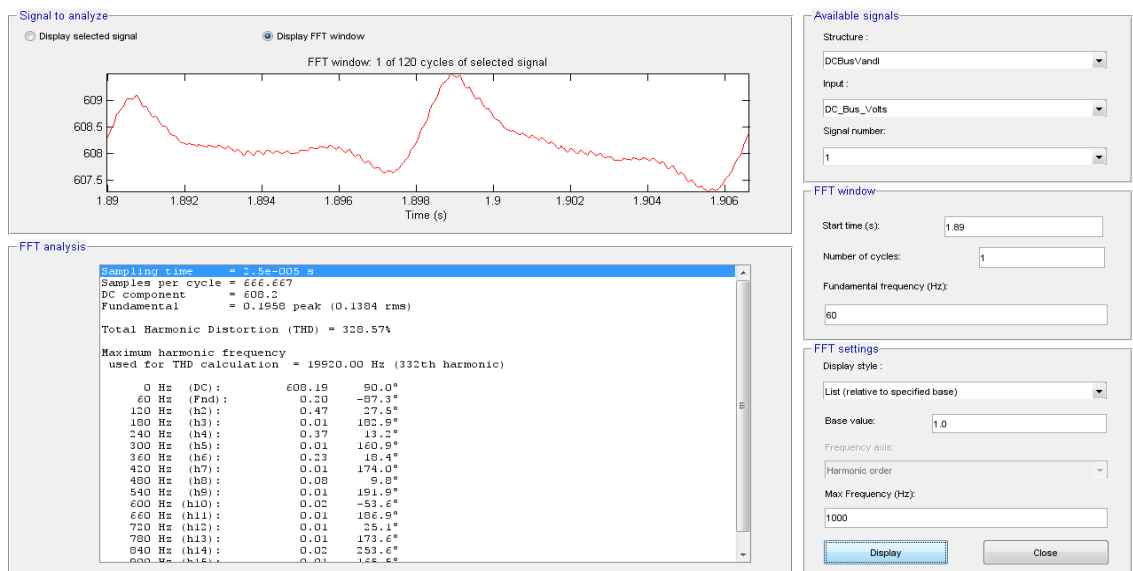 Signal to analyze
Display selected signal
Display FFT window
FFT window: 1 of 120 cycles of selected signal
609
608.5
608
607.5
1.89 1.892 1.894 1.896 1.898 1.9 1.902 1.904 1.906
Time (s)
FFT analysis
Sampling time = 2.5e-005 s
Samples per cycle = 666.667
DC component = 608.2
Fundamental = 0.1958 peak (0.1384 rms)
Total Harmonic Distortion (THD) = 328.57%
Maximum harmonic frequency
used for THD calculation = 19920.00 Hz (332th harmonic)
0 Hz (DC): 608.19 90.0°
60 Hz (Fnd): 0.20 -87.3°
120 Hz (h2): 0.47 27.5°
180 Hz (h3): 0.01 182.9°
240 Hz (h4): 0.37 13.2°
300 Hz (h5): 0.01 160.9°
360 Hz (h6): 0.23 18.4°
420 Hz (h7): 0.01 174.0°
480 Hz (h8): 0.08 9.8°
540 Hz (h9): 0.01 191.9°
600 Hz (h10): 0.02 -53.6°
660 Hz (h11): 0.01 186.9°
720 Hz (h12): 0.01 25.1°
780 Hz (h13): 0.01 173.6°
840 Hz (h14): 0.02 253.6°
900 Hz (h15): 0.01 165.5°
Available signals
Structure :
DCBusVandI
Input :
DC_Bus_Volts
Signal number:
1
FFT window
Start time (s): 1.89
Number of cycles: 1
Fundamental frequency (Hz):
60
FFT settings
Display style :
List (relative to specified base)
Base value: 1.0
Frequency axis:
Harmonic order
Max Frequency (Hz):
1000
Display
Close